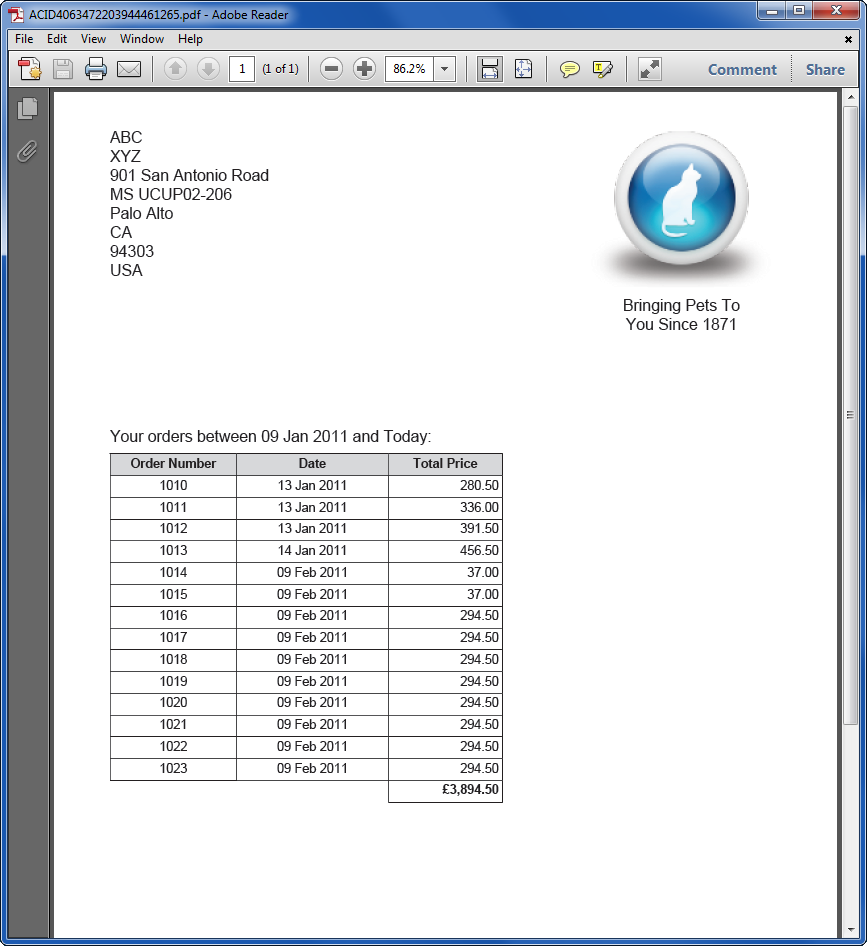 ACID4063472203944461265.pdf - Adobe Reader
File Edit View Window Help
1 (1 of 1) 86.2% Comment Share
ABC
XYZ
901 San Antonio Road
MS UCUP02-206
Palo Alto
CA
94303
USA
Bringing Pets To
You Since 1871
Your orders between 09 Jan 2011 and Today:
Order Number Date Total Price
1010 13 Jan 2011 280.50
1011 13 Jan 2011 336.00
1012 13 Jan 2011 391.50
1013 14 Jan 2011 456.50
1014 09 Feb 2011 37.00
1015 09 Feb 2011 37.00
1016 09 Feb 2011 294.50
1017 09 Feb 2011 294.50
1018 09 Feb 2011 294.50
1019 09 Feb 2011 294.50
1020 09 Feb 2011 294.50
1021 09 Feb 2011 294.50
1022 09 Feb 2011 294.50
1023 09 Feb 2011 294.50
£3,894.50